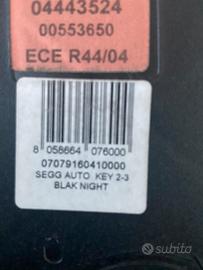 04443524
00553650
ECE R44/04
8 058664 076000
07079160410000
SEGG AUTO KEY 2-3
BLAK NIGHT
subito